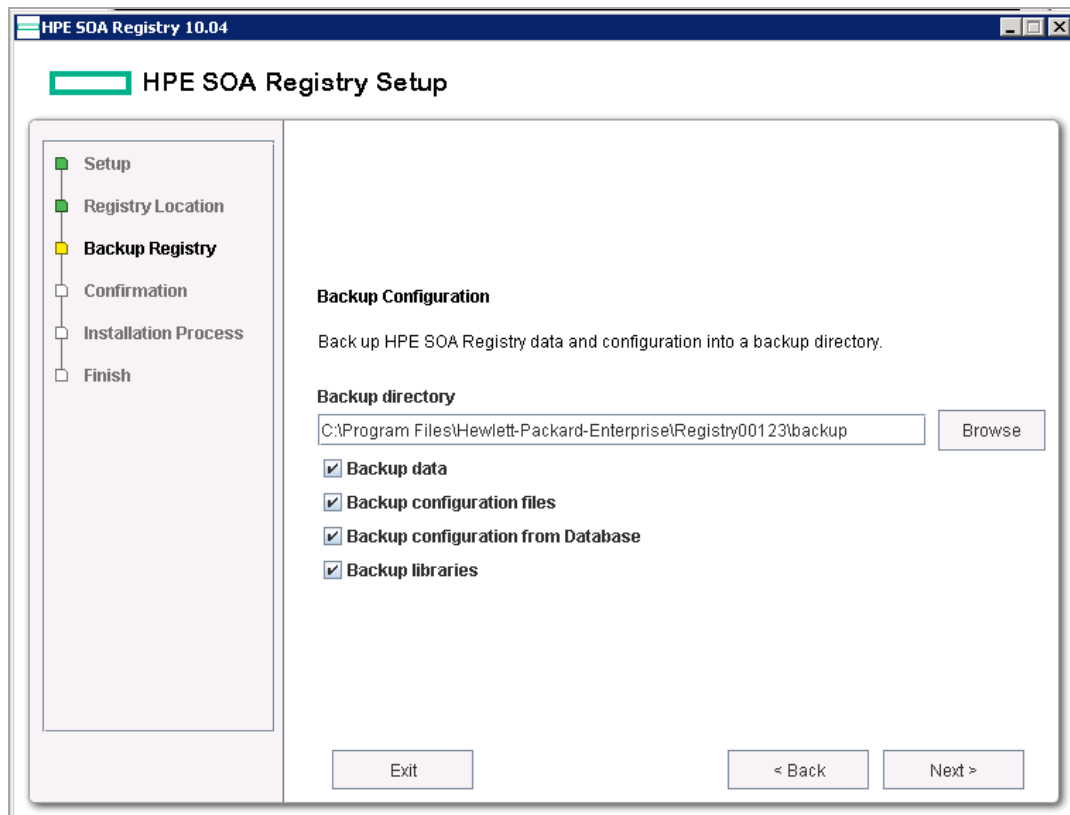 HPE SOA Registry 10.04
HPE SOA Registry Setup
Setup
Registry Location
Backup Registry
Confirmation
Installation Process
Finish
Backup Configuration
Back up HPE SOA Registry data and configuration into a backup directory.
Backup directory
C:\Program Files\Hewlett-Packard-Enterprise\Registry00123\backup
Browse
Backup data
Backup configuration files
Backup configuration from Database
Backup libraries
Exit
< Back
Next >